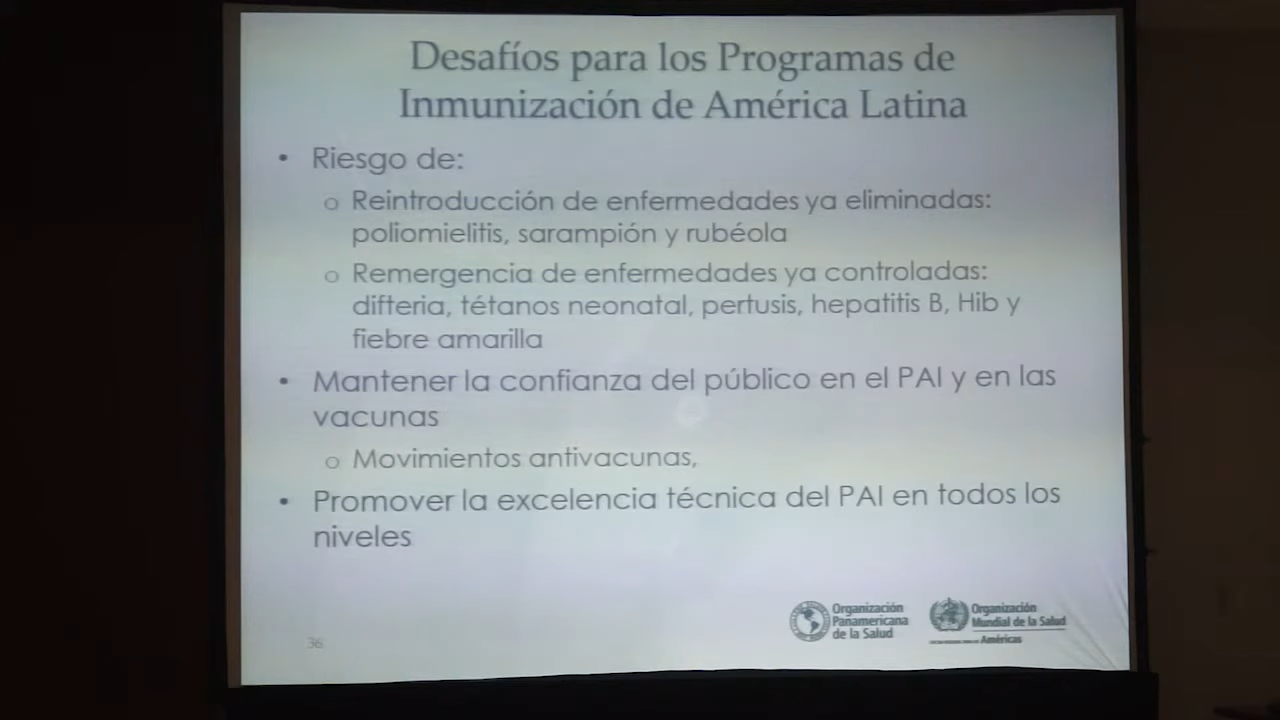 Desafíos para los Programas de
Inmunización de América Latina
• Riesgo de:
o Reintroducción de enfermedades ya eliminadas:
poliomielitis, sarampión y rubéola
o Remergencia de enfermedades ya controladas:
difteria, tétanos neonatal, pertusis, hepatitis B, Hib y
fiebre amarilla
• Mantener la confianza del público en el PAI y en las
vacunas
o Movimientos antivacunas,
• Promover la excelencia técnica del PAI en todos los
niveles
Organización
Panamericana
de la Salud
Organización
Mundial de la Salud
Américas
36